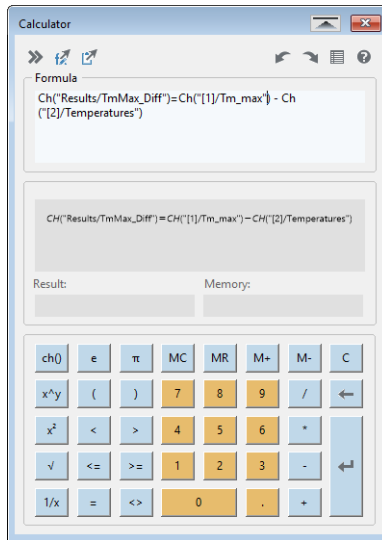 Calculator
Formula
Ch("Results/TmMax_Diff")=Ch("[1]/Tm_max") - Ch
("[2]/Temperatures")
CH("Results/TmMax_Diff")=CH("[1]/Tm_max")−CH("[2]/Temperatures")
Result: Memory:
ch() e π MC MR M+ M- C
x^y ( ) 7 8 9 / ←
x² < > 4 5 6 *
√ <= >= 1 2 3 - ↵
1/x = <> 0 . +